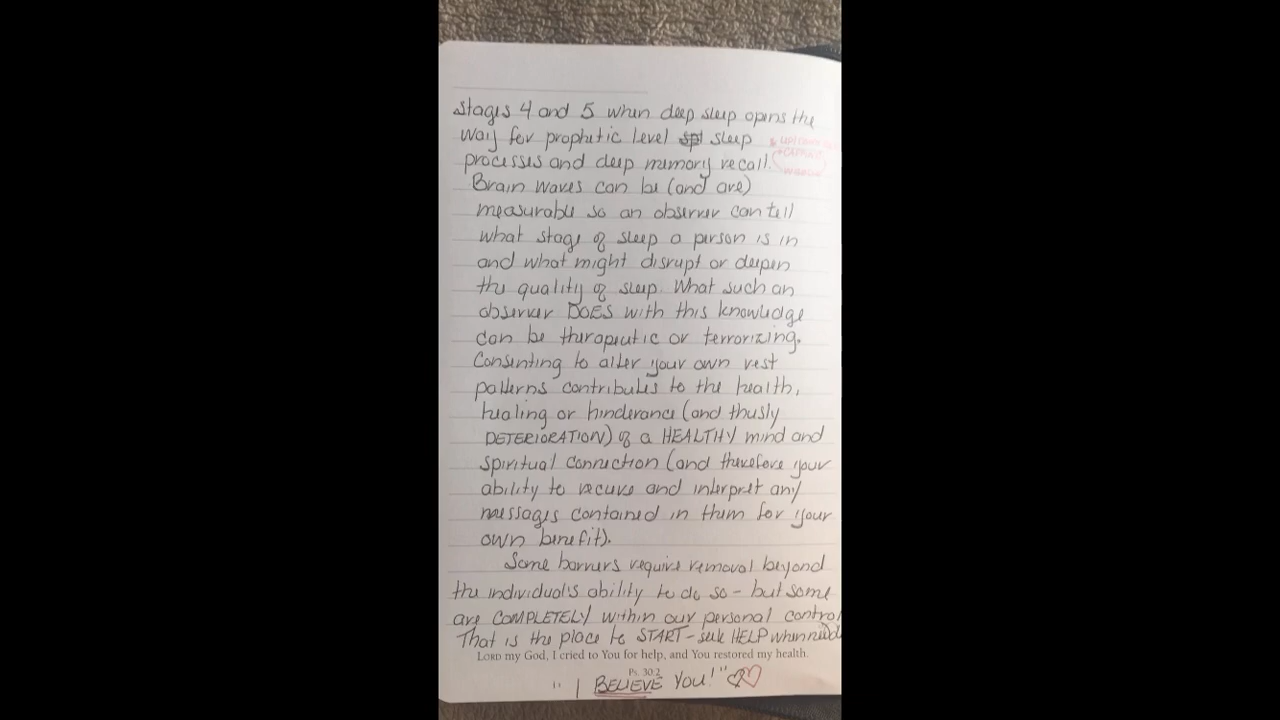 stages 4 and 5 when deep sleep opens the
way for prophetic level sleep
processes and deep memory recall.
Brain waves can be (and are)
measurable so an observer can tell
what stage of sleep a person is in
and what might disrupt or deepen
the quality of sleep. What such an
observer DOES with this knowledge
can be therapeutic or terrorizing.
Consenting to alter your own rest
patterns contributes to the health,
healing or hinderance (and thusly
DETERIORATION) of a HEALTHY mind and
spiritual connection (and therefore your
ability to receive and interpret any
messages contained in them for your
own benefit).
Some barriers require removal beyond
the individual's ability to do so - but some
are COMPLETELY within our personal control
That is the place to START - seek HELP when needed
LORD my God, I cried to You for help, and You restored my health.
Ps. 30:2
"I BELIEVE YOU!"